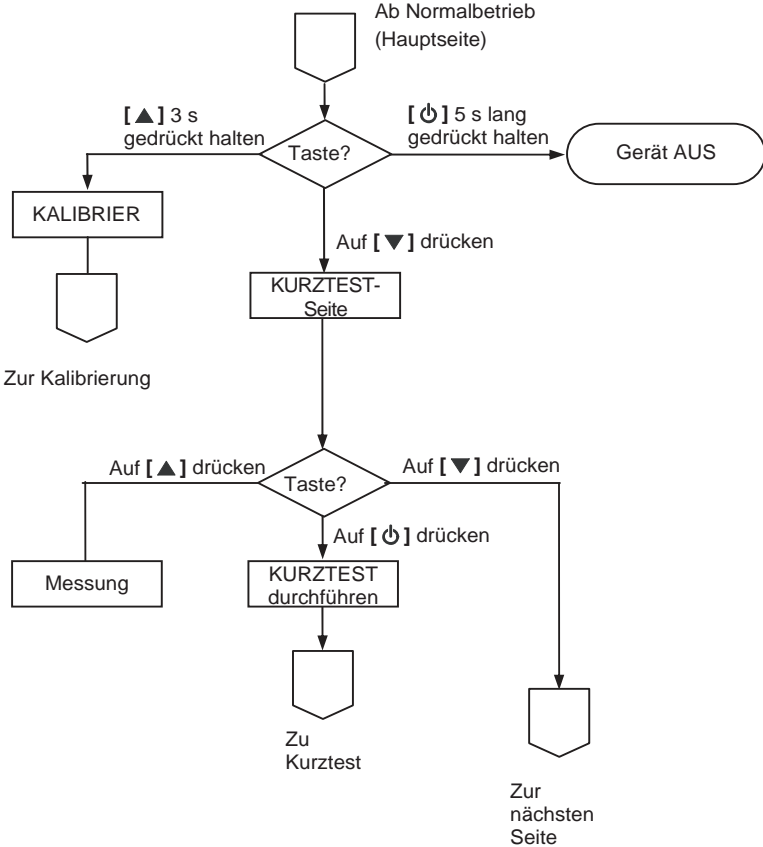 Ab Normalbetrieb
(Hauptseite)
[ ▲ ] 3 s
gedrückt halten
[ ⏻ ] 5 s lang
gedrückt halten
Taste?
Gerät AUS
KALIBRIER
Auf [ ▼ ] drücken
KURZTEST-
Seite
Zur Kalibrierung
Auf [ ▲ ] drücken
Taste?
Auf [ ▼ ] drücken
Auf [ ⏻ ] drücken
Messung
KURZTEST
durchführen
Zu
Kurztest
Zur
nächsten
Seite